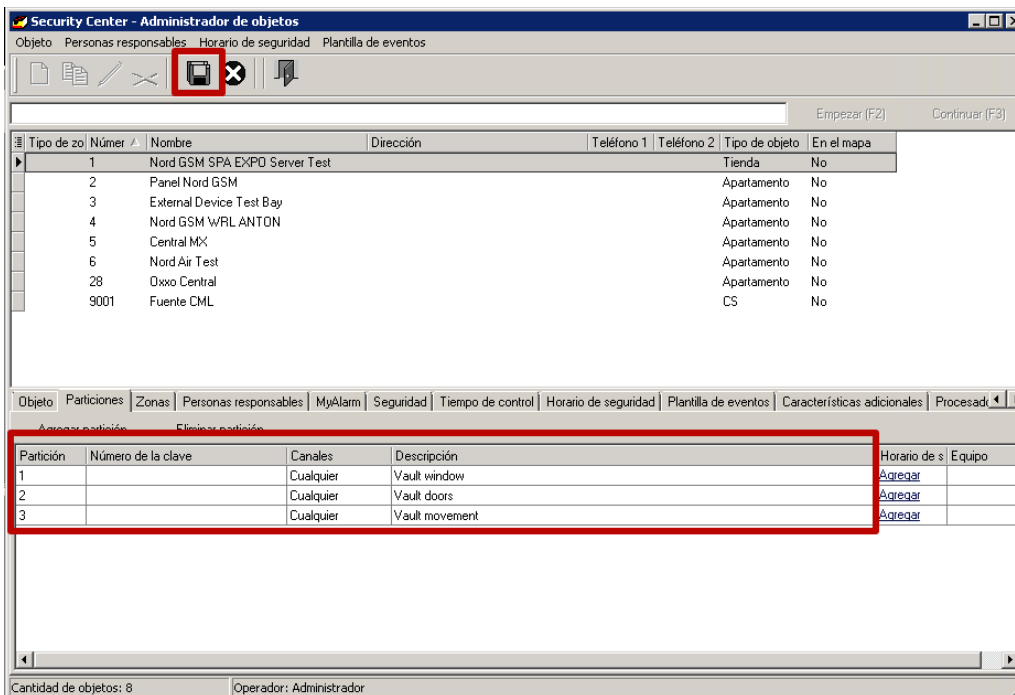 Security Center - Administrador de objetos
Objeto Personas responsables Horario de seguridad Plantilla de eventos
Empezar (F2) Continuar (F3)
Tipo de zo Númer Nombre Dirección Teléfono 1 Teléfono 2 Tipo de objeto En el mapa
1 Nord GSM SPA EXPO Server Test Tienda No
2 Panel Nord GSM Apartamento No
3 External Device Test Bay Apartamento No
4 Nord GSM WRL ANTON Apartamento No
5 Central MX Apartamento No
6 Nord Air Test Apartamento No
28 Oxxo Central Apartamento No
9001 Fuente CML CS No
Objeto Particiones Zonas Personas responsables MyAlarm Seguridad Tiempo de control Horario de seguridad Plantilla de eventos Características adicionales Procesado
Agregar partición Eliminar partición
Partición Número de la clave Canales Descripción Horario de s Equipo
1 Cualquier Vault window Agregar
2 Cualquier Vault doors Agregar
3 Cualquier Vault movement Agregar
Cantidad de objetos: 8 Operador: Administrador